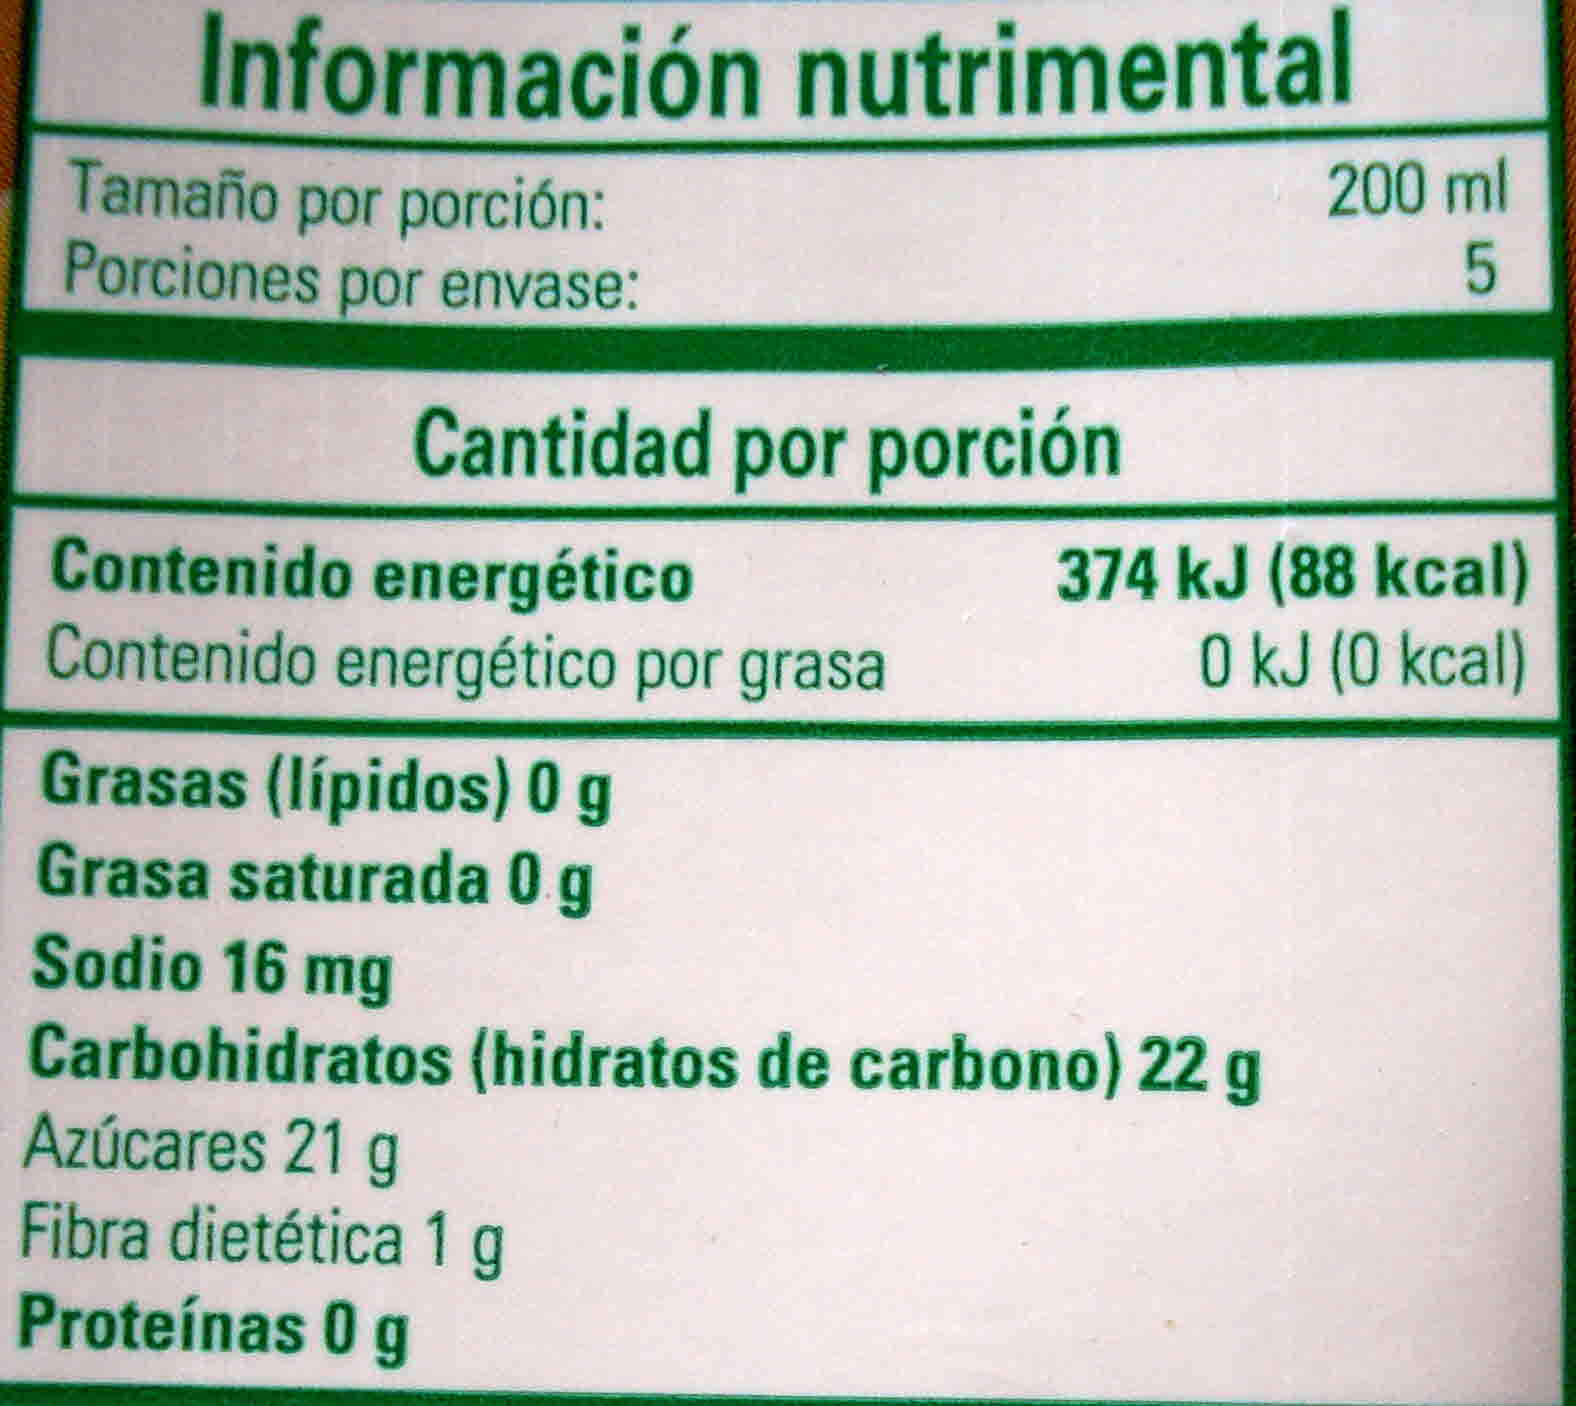 Información nutrimental
Tamaño por porción: 200 ml
Porciones por envase: 5
Cantidad por porción
Contenido energético 374 kJ (88 kcal)
Contenido energético por grasa 0 kJ (0 kcal)
Grasas (lípidos) 0 g
Grasa saturada 0 g
Sodio 16 mg
Carbohidratos (hidratos de carbono) 22 g
Azúcares 21 g
Fibra dietética 1 g
Proteínas 0 g